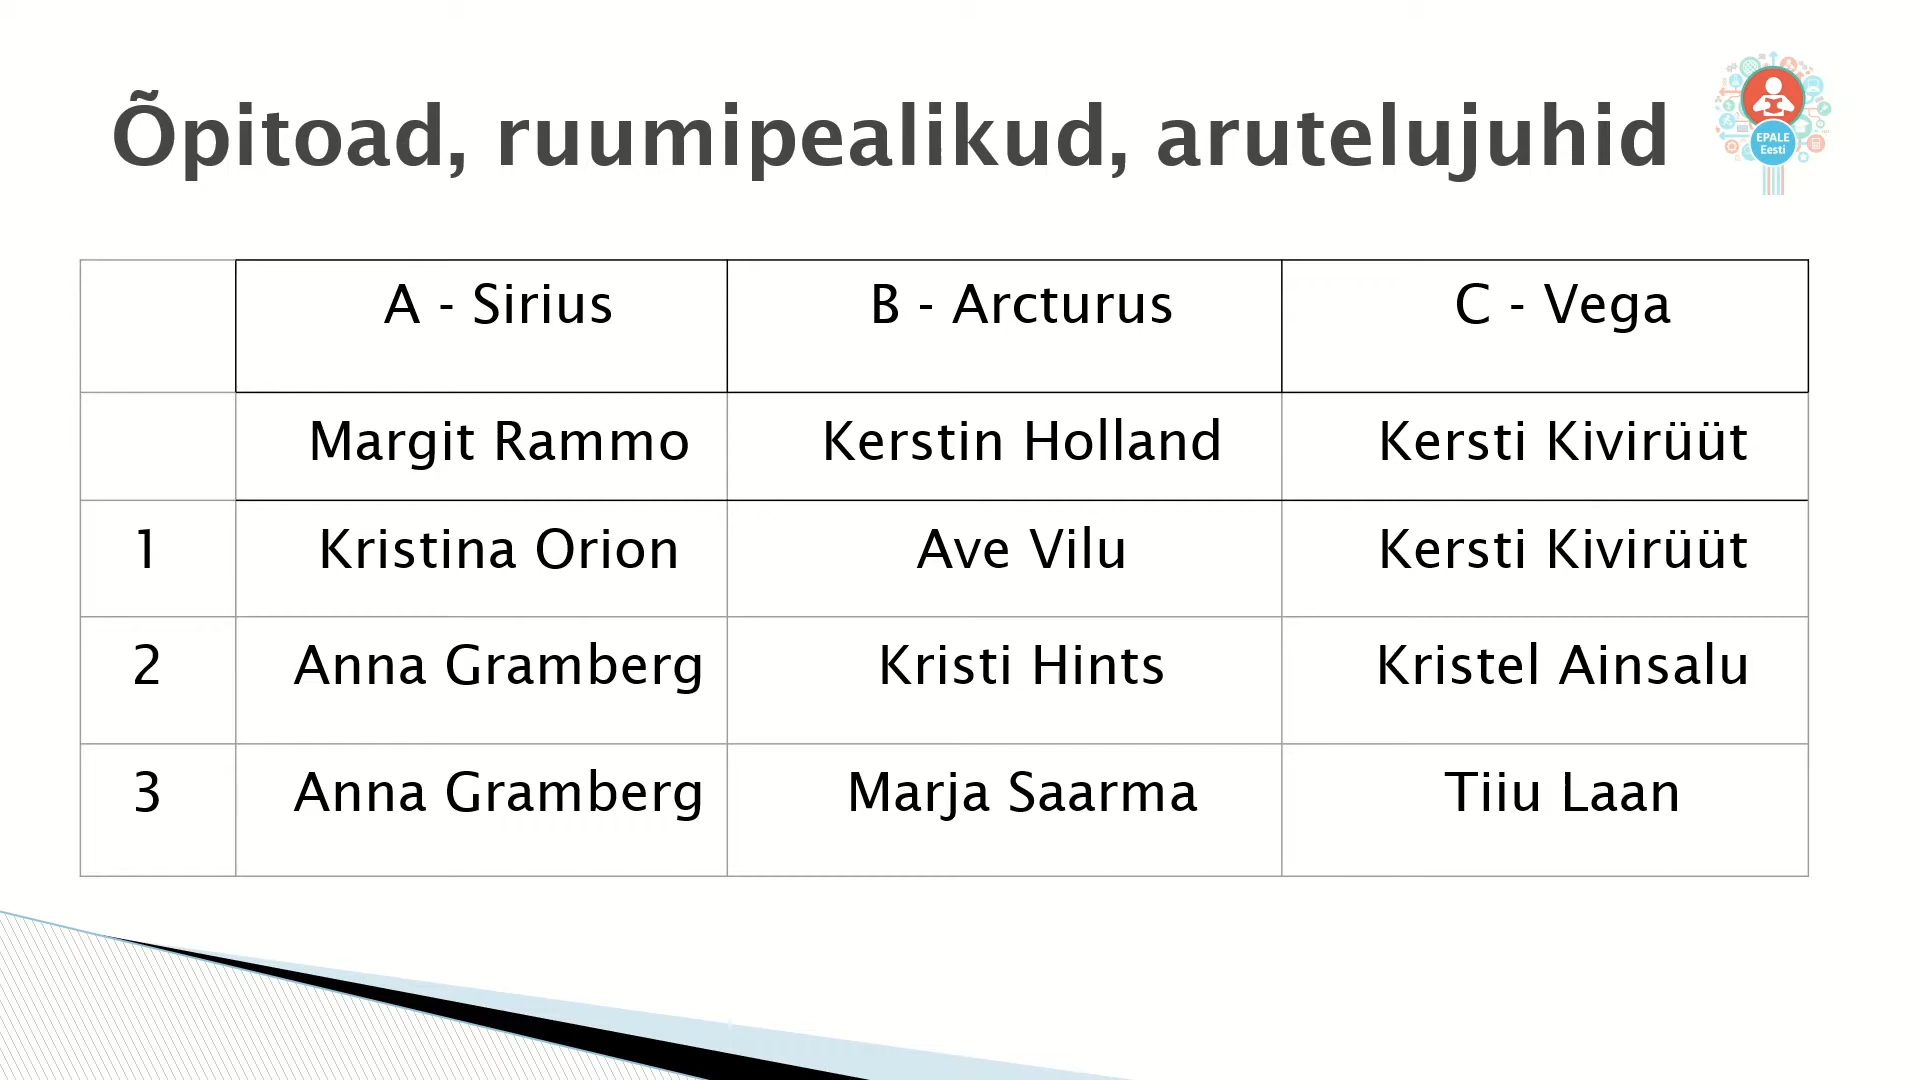 Õpitoad, ruumipealikud, arutelujuhid
EPALE
Eesti
A - Sirius B - Arcturus C - Vega
Margit Rammo Kerstin Holland Kersti Kivirüüt
1 Kristina Orion Ave Vilu Kersti Kivirüüt
2 Anna Gramberg Kristi Hints Kristel Ainsalu
3 Anna Gramberg Marja Saarma Tiiu Laan